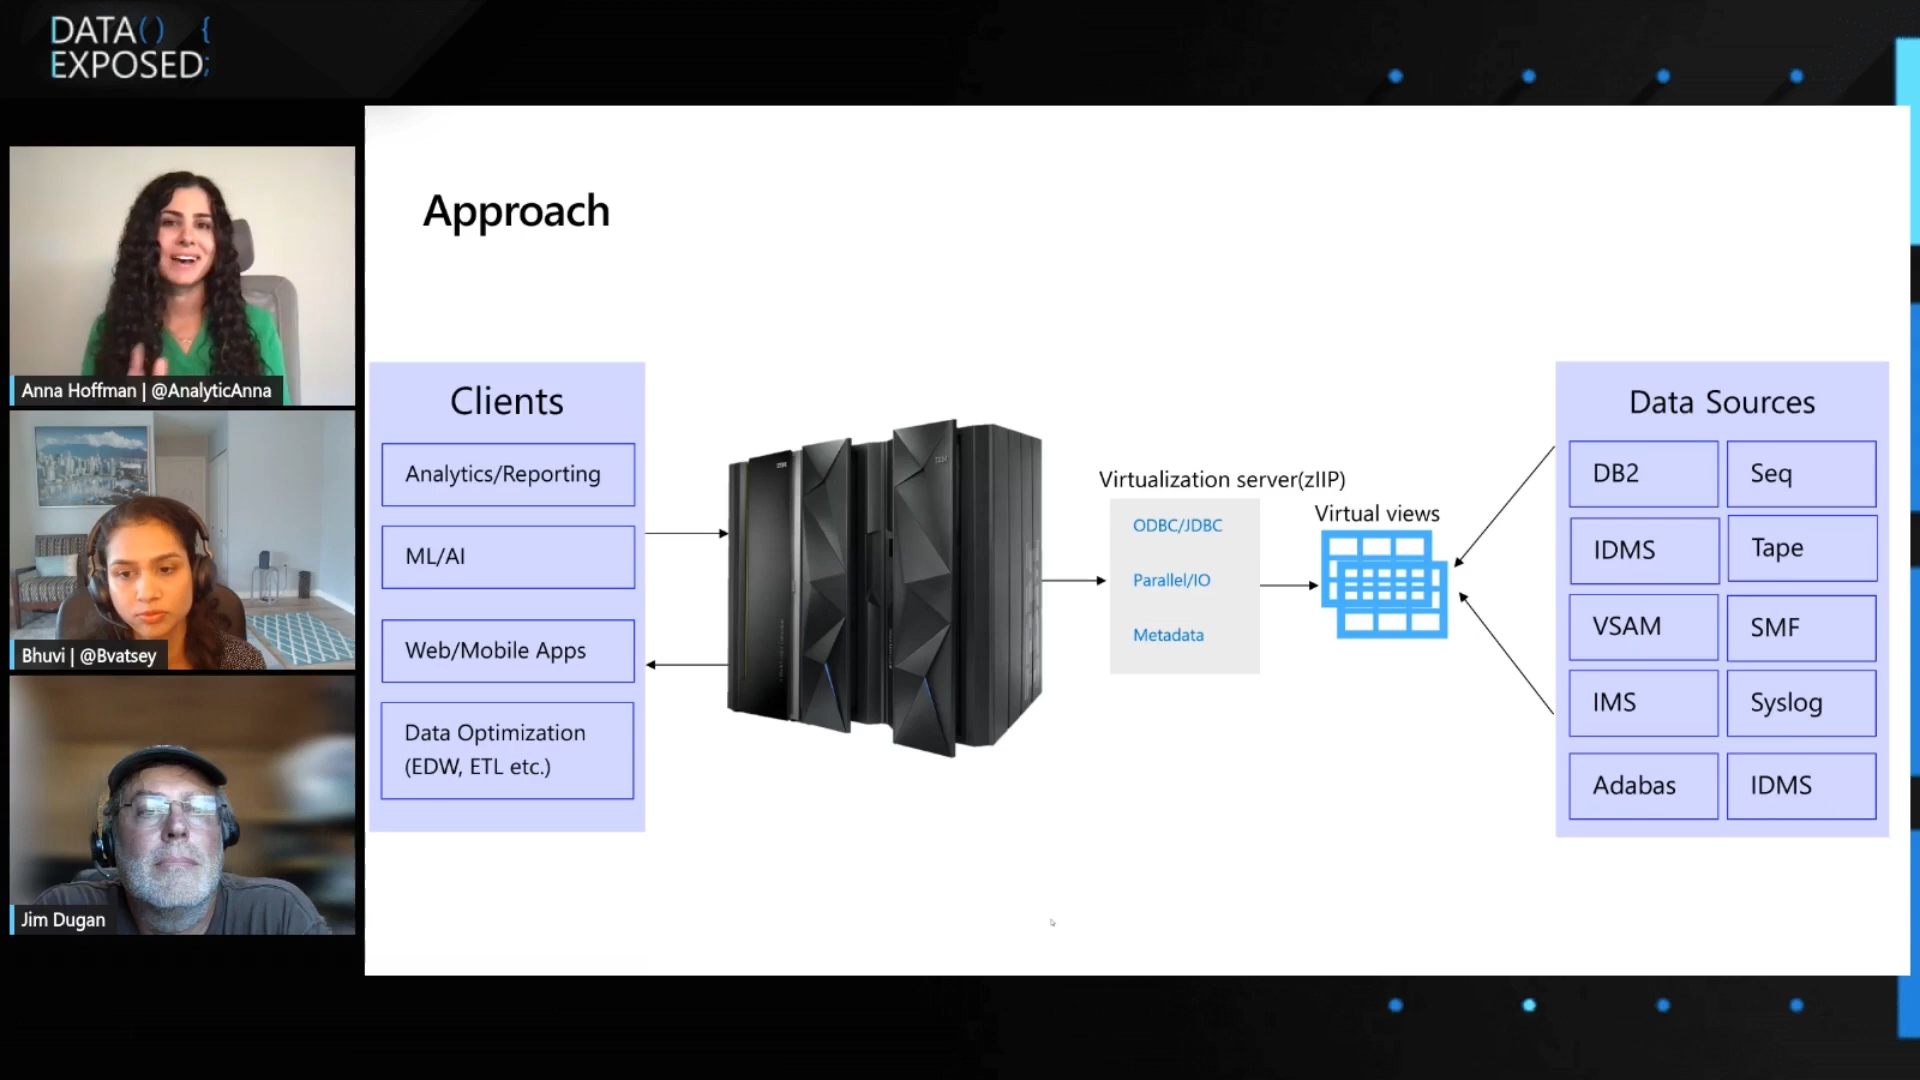 DATA() {
EXPOSED;
Anna Hoffman | @AnalyticAnna
Bhuvi | @Bvatsey
Jim Dugan
Approach
Clients
Analytics/Reporting
ML/AI
Web/Mobile Apps
Data Optimization
(EDW, ETL etc.)
Virtualization server(zIIP)
ODBC/JDBC
Parallel/IO
Metadata
Virtual views
Data Sources
DB2
Seq
IDMS
Tape
VSAM
SMF
IMS
Syslog
Adabas
IDMS